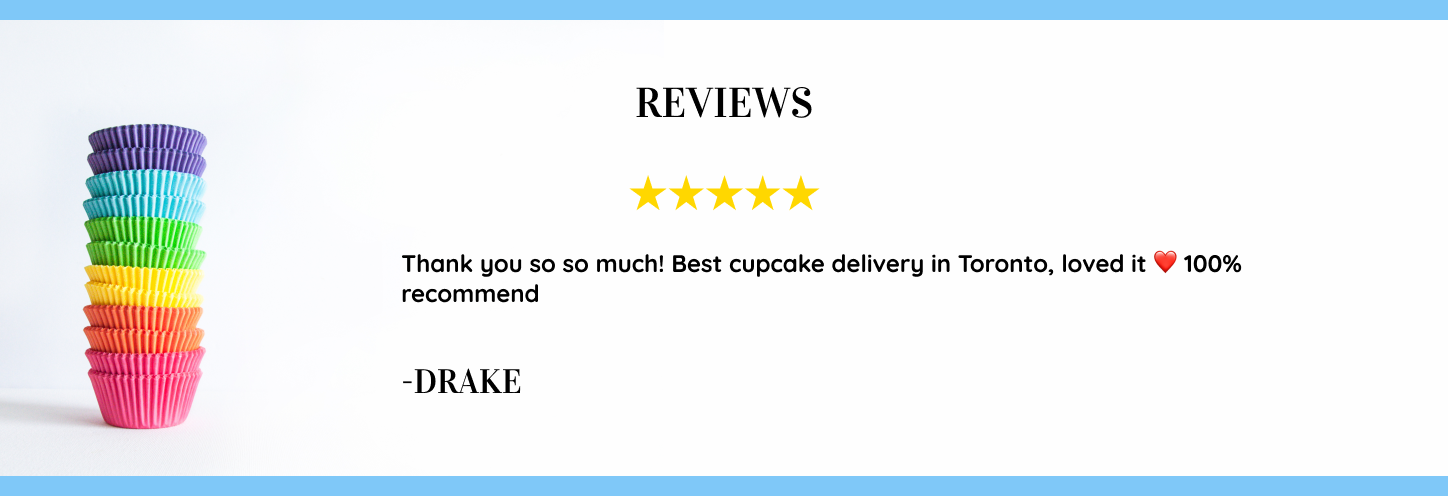 REVIEWS
★★★★★
Thank you so so much! Best cupcake delivery in Toronto, loved it ❤️ 100%
recommend
-DRAKE